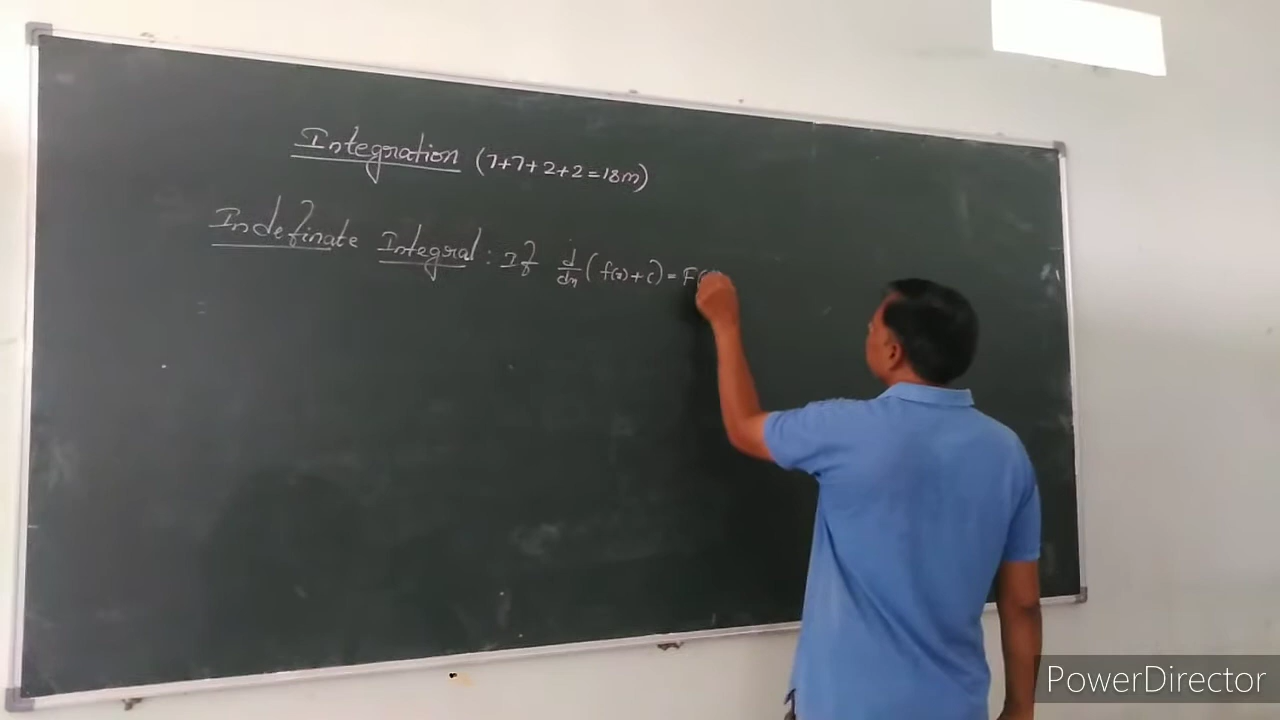 Integration (7+7+2+2=18m)
Indefinate Integral : If d/dx ( f(x) + c ) = F(
PowerDirector